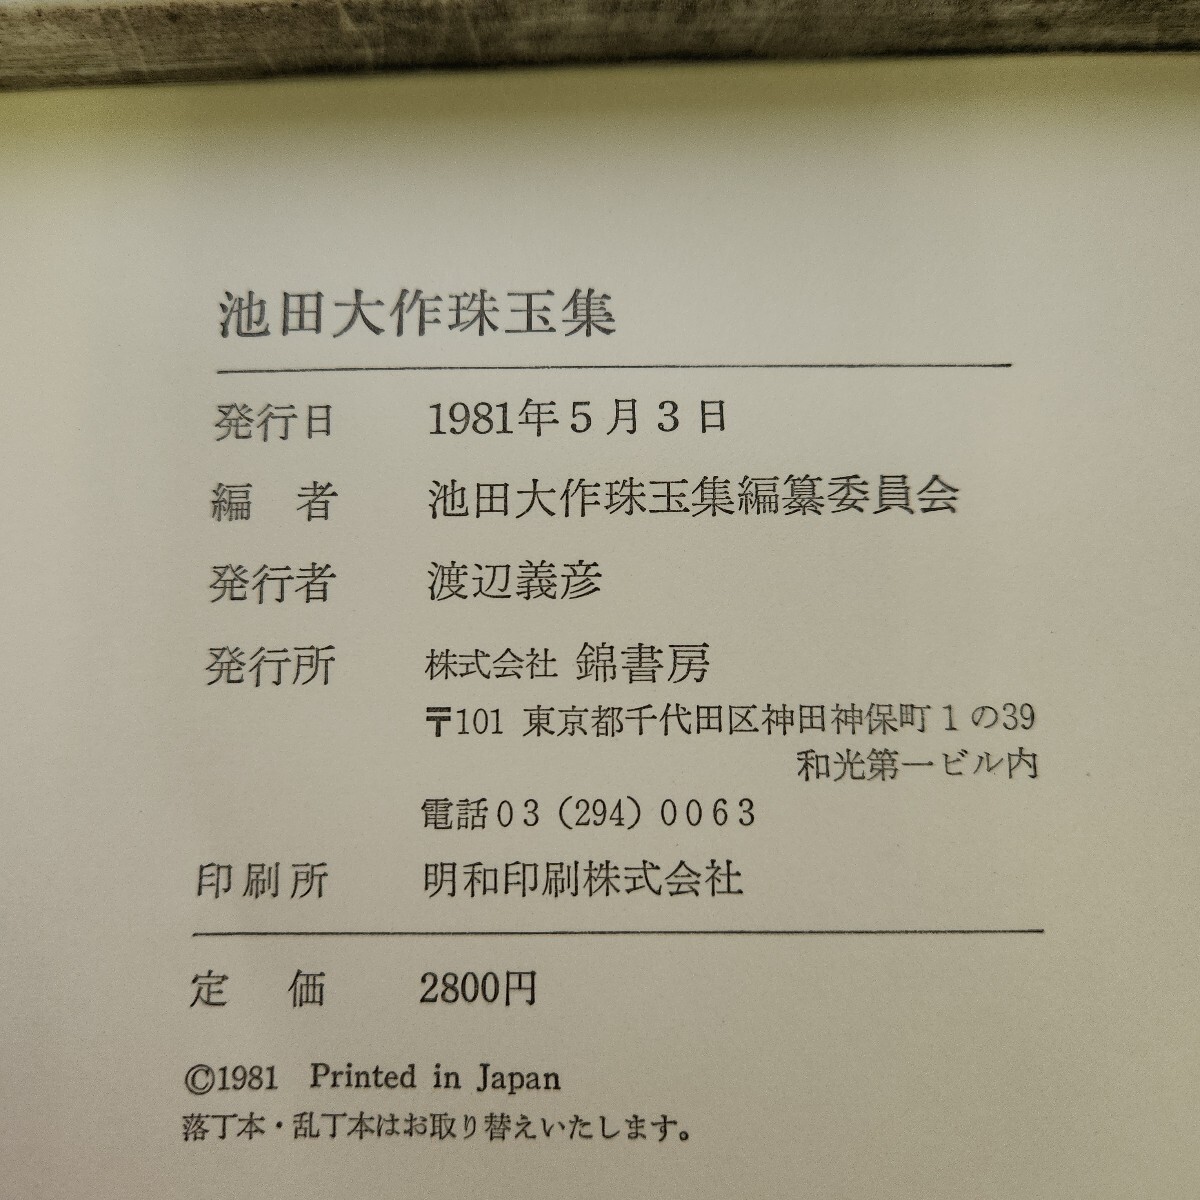 池田大作珠玉集
発行日 1981年5月3日
編 者 池田大作珠玉集編纂委員会
発行者 渡辺義彦
発行所 株式会社 錦書房
〒101 東京都千代田区神田神保町1の39
和光第一ビル内
電話03(294)0063
印刷所 明和印刷株式会社
定 価 2800円
©1981 Printed in Japan
落丁本・乱丁本はお取り替えいたします。